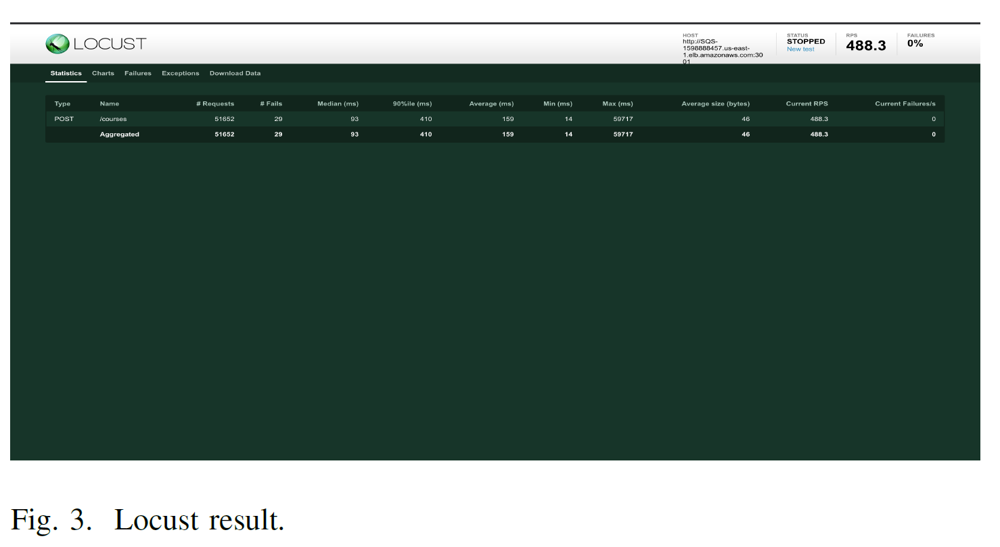 LOCUST
HOST
http://SQS-
1598888457.us-east-
1.elb.amazonaws.com:30
01
STATUS
STOPPED
New test
RPS
488.3
FAILURES
0%
Statistics Charts Failures Exceptions Download Data
Type Name # Requests # Fails Median (ms) 90%ile (ms) Average (ms) Min (ms) Max (ms) Average size (bytes) Current RPS Current Failures/s
POST /courses 51652 29 93 410 159 14 59717 46 488.3 0
Aggregated 51652 29 93 410 159 14 59717 46 488.3 0
Fig. 3. Locust result.